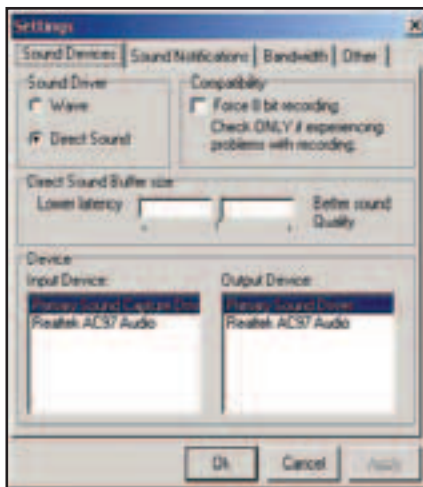 Settings
Sound Devices Sound Notifications Bandwidth Other
Sound Driver
Wave
Direct Sound
Compatibility
Force 8 bit recording
Check ONLY if experiencing
problems with recording.
Direct Sound Buffer size
Lower latency
Better sound
Quality
Device
Input Device:
Primary Sound Capture Driv
Realtek AC97 Audio
Output Device:
Primary Sound Driver
Realtek AC97 Audio
Ok Cancel Apply